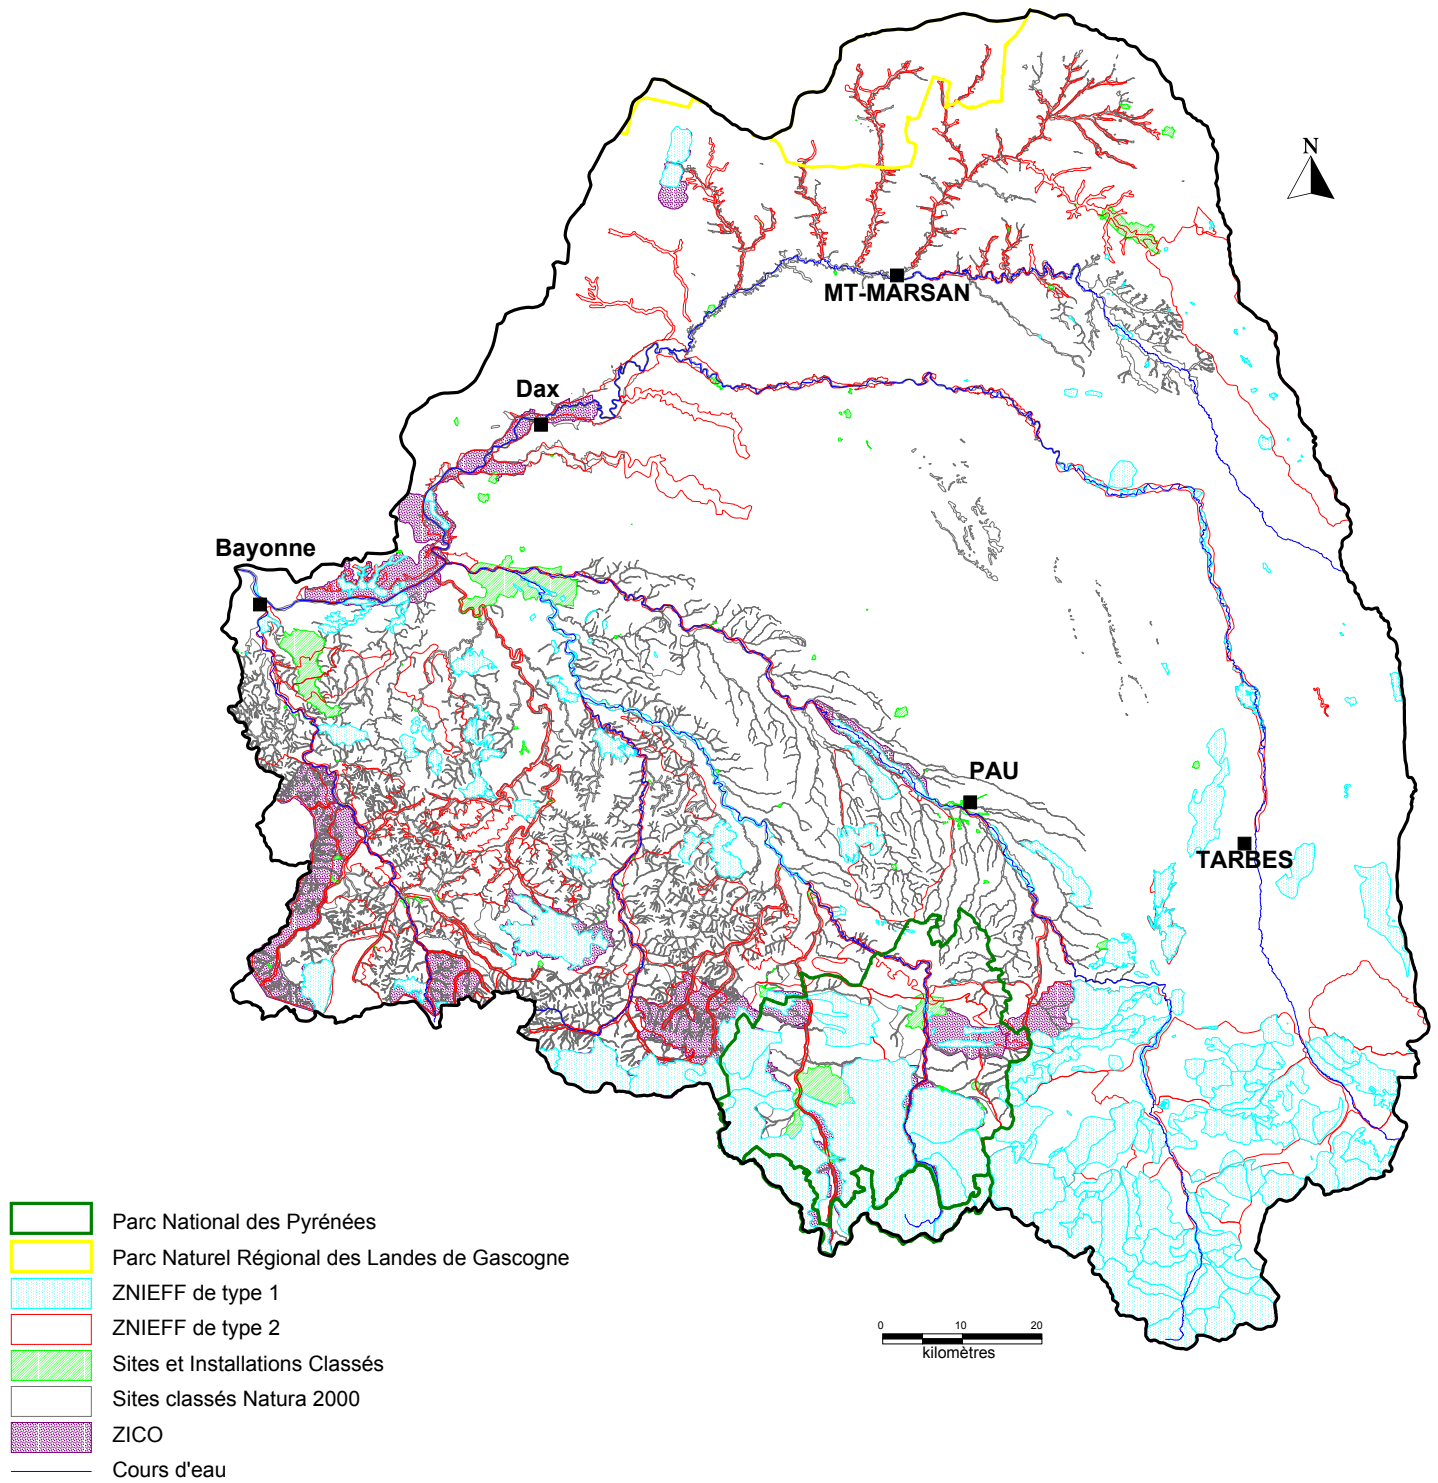 N
MT-MARSAN
Dax
Bayonne
PAU
TARBES
Parc National des Pyrénées
Parc Naturel Régional des Landes de Gascogne
ZNIEFF de type 1
ZNIEFF de type 2
Sites et Installations Classés
Sites classés Natura 2000
ZICO
Cours d'eau
0 10 20
kilomètres